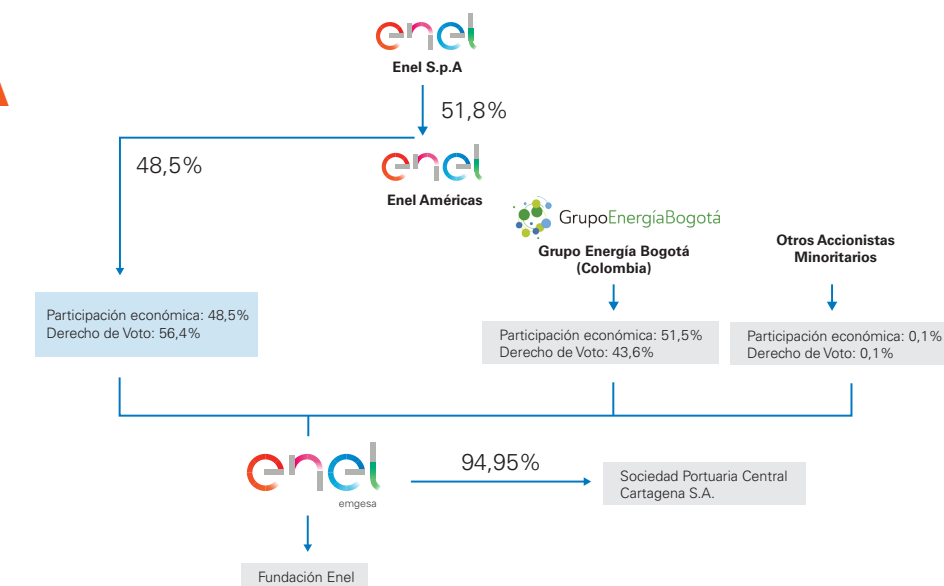 enel
Enel S.p.A
51,8%
48,5%
enel
Enel Américas
GrupoEnergíaBogotá
Grupo Energía Bogotá
(Colombia)
Otros Accionistas
Minoritarios
Participación económica: 48,5%
Derecho de Voto: 56,4%
Participación económica: 51,5%
Derecho de Voto: 43,6%
Participación económica: 0,1%
Derecho de Voto: 0,1%
enel
emgesa
94,95%
Sociedad Portuaria Central
Cartagena S.A.
Fundación Enel